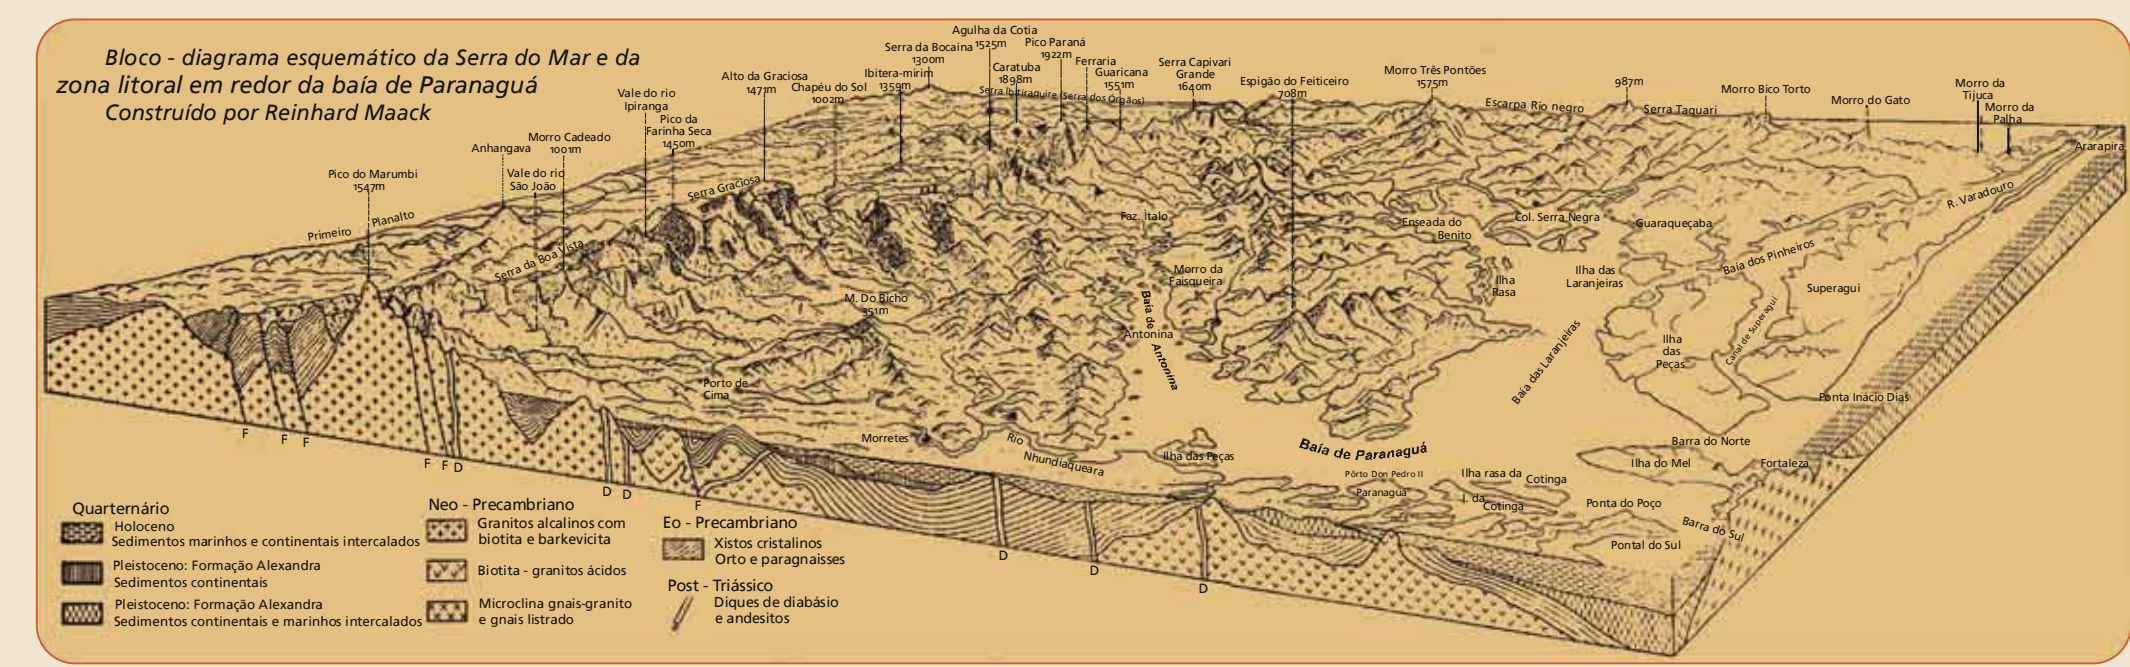 Bloco - diagrama esquemático da Serra do Mar e da
zona litoral em redor da baía de Paranaguá
Construído por Reinhard Maack
Pico do Marumbi
1547m
Primeiro
Planalto
Anhangava
Vale do rio
São João
Morro Cadeado
1001m
Serra da Boa Vista
Vale do rio
Ipiranga
Pico da
Farinha Seca
1450m
Serra Graciosa
Alto da Graciosa
1471m
Chapéu do Sol
1002m
Ibitera-mirim
1359m
Serra da Bocaina
1300m
Agulha da Cotia
1525m
Caratuba
1898m
Pico Paraná
1922m
Ferraria
Guaricana
1551m
Serra Ibitiraquire (Serra dos Órgãos)
Serra Capivari
Grande
1640m
Espigão do Feiticeiro
708m
Morro Três Pontões
1575m
Escarpa Rio negro
987m
Serra Taquari
Morro Bico Torto
Morro do Gato
Morro da
Tijuca
Morro da
Palha
Ararapira
R. Varadouro
Faz. Ítalo
Enseada do
Benito
Col. Serra Negra
Guaraqueçaba
Baía dos Pinheiros
Morro da
Faisqueira
Ilha
Rasa
Ilha das
Laranjeiras
Superagui
M. Do Bicho
351m
Baía de
Antonina
Antonina
Baía das Laranjeiras
Ilha
das
Peças
Canal de Superagui
Ponta Inácio Dias
Porto de
Cima
Morretes
Rio
Nhundiaqueara
Ilha das Peças
Baía de Paranaguá
Pôrto Don Pedro II
Paranaguá
Ilha rasa da
Cotinga
I. da
Cotinga
Barra do Norte
Ilha do Mel
Fortaleza
Ponta do Poço
Barra do Sul
Pontal do Sul
F
F
F
F
F
D
D
D
F
D
D
D
Quarternário
Holoceno
Sedimentos marinhos e continentais intercalados
Pleistoceno: Formação Alexandra
Sedimentos continentais
Pleistoceno: Formação Alexandra
Sedimentos continentais e marinhos intercalados
Neo - Precambriano
Granitos alcalinos com
biotita e barkevicita
Biotita - granitos ácidos
Microclina gnais-granito
e gnais listrado
Eo - Precambriano
Xistos cristalinos
Orto e paragnaisses
Post - Triássico
Diques de diabásio
e andesitos